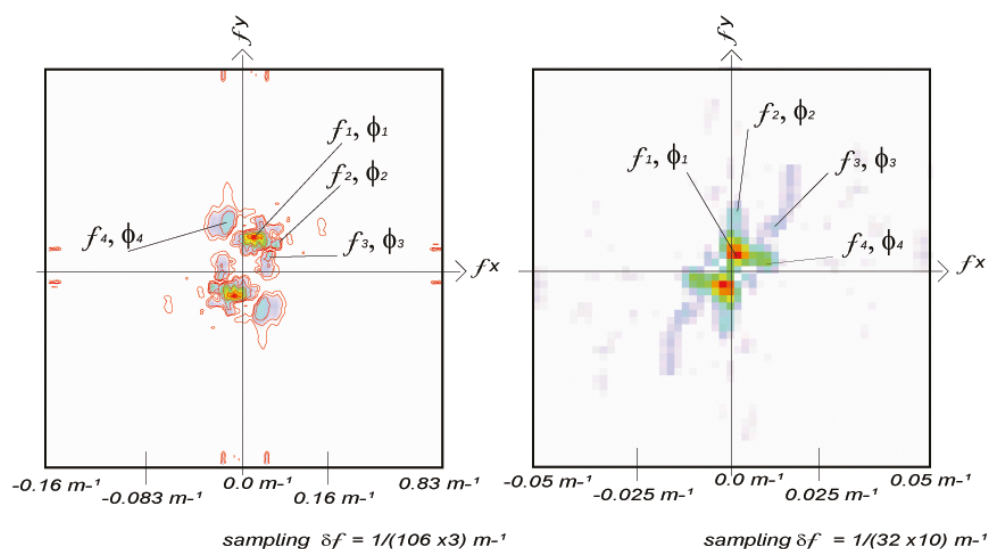 fy
f1, ϕ1
f2, ϕ2
f3, ϕ3
f4, ϕ4
fx
-0.16 m-¹
-0.083 m-¹
0.0 m-¹
0.16 m-¹
0.83 m-¹
sampling δf = 1/(106 x3) m-¹
fy
f2, ϕ2
f1, ϕ1
f3, ϕ3
f4, ϕ4
fx
-0.05 m-¹
-0.025 m-¹
0.0 m-¹
0.025 m-¹
0.05 m-¹
sampling δf = 1/(32 x10) m-¹